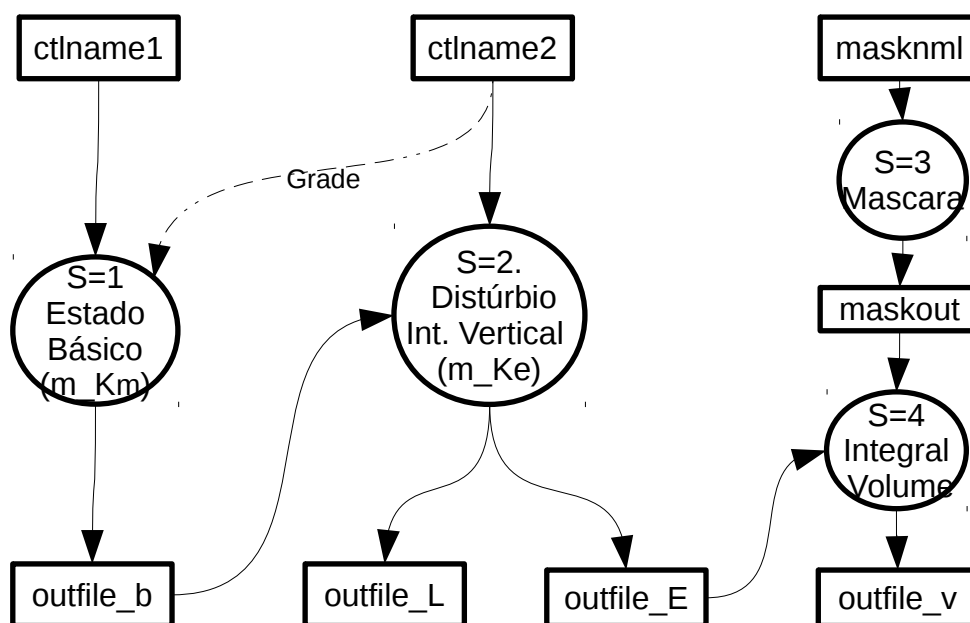 ctlname1
ctlname2
masknml
Grade
S=3
Mascara
S=1
Estado
Básico
(m_Km)
S=2.
Distúrbio
Int. Vertical
(m_Ke)
maskout
S=4
Integral
Volume
outfile_b
outfile_L
outfile_E
outfile_v